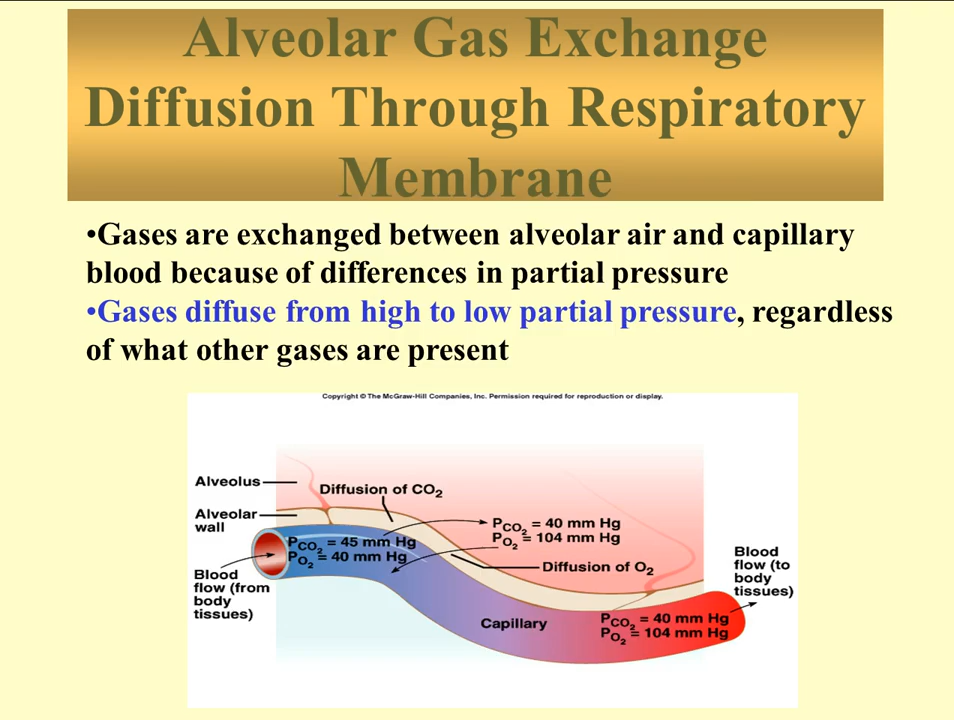 Alveolar Gas Exchange
Diffusion Through Respiratory
Membrane
•Gases are exchanged between alveolar air and capillary
blood because of differences in partial pressure
•Gases diffuse from high to low partial pressure, regardless
of what other gases are present
Copyright © The McGraw-Hill Companies, Inc. Permission required for reproduction or display.
Alveolus
Diffusion of CO₂
Alveolar
wall
PCO₂ = 40 mm Hg
PO₂ = 104 mm Hg
PCO₂ = 45 mm Hg
PO₂ = 40 mm Hg
Diffusion of O₂
Blood
flow (from
body
tissues)
Blood
flow (to
body
tissues)
Capillary
PCO₂ = 40 mm Hg
PO₂ = 104 mm Hg